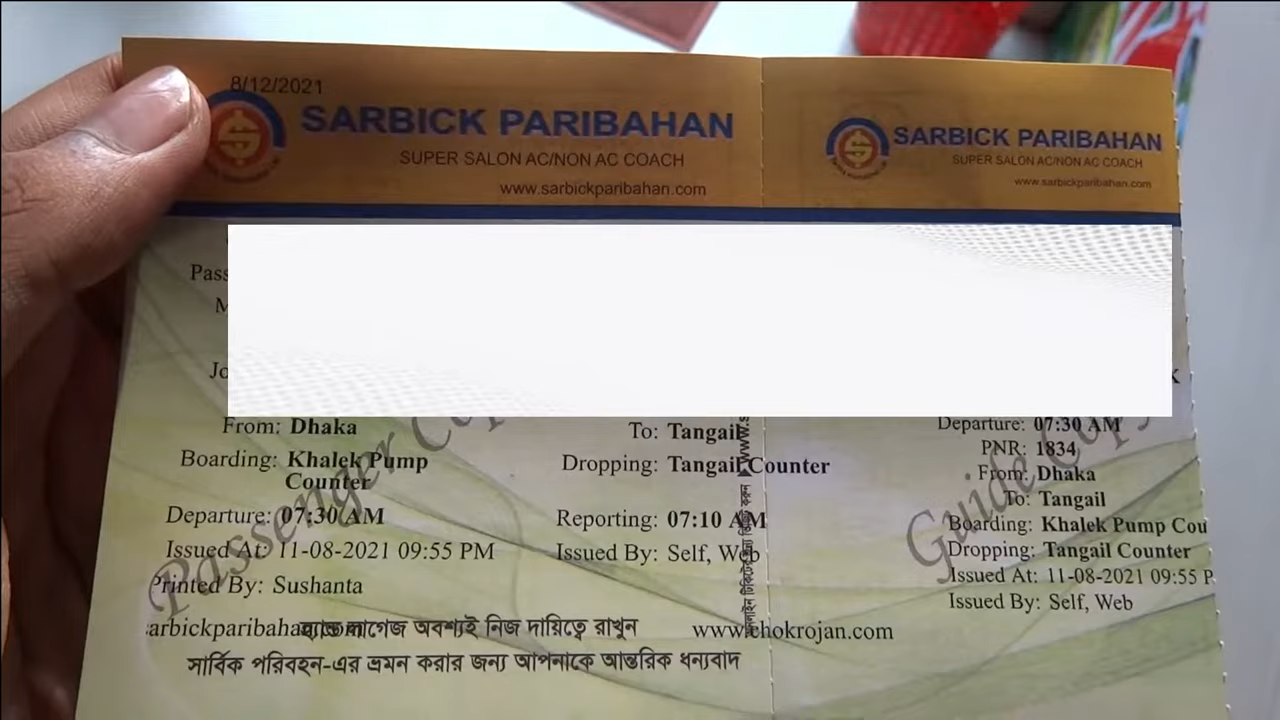 8/12/2021
SARBICK PARIBAHAN
SUPER SALON AC/NON AC COACH
www.sarbickparibahan.com
Pass
M
Jo
From: Dhaka
To: Tangail
Boarding: Khalek Pump Counter
Dropping: Tangail Counter
Departure: 07:30 AM
Reporting: 07:10 AM
Issued At: 11-08-2021 09:55 PM
Issued By: Self, Web
Printed By: Sushanta
Passenger Cop
arbickparibaha
লাগেজ অবশ্যই নিজ দায়িত্বে রাখুন
www.chokrojan.com
সার্বিক পরিবহন-এর ভ্রমন করার জন্য আপনাকে আন্তরিক ধন্যবাদ
SARBICK PARIBAHAN
SUPER SALON AC/NON AC COACH
www.sarbickparibahan.com
K
Departure: 07:30 AM
PNR: 1834
From: Dhaka
To: Tangail
Boarding: Khalek Pump Cou
Dropping: Tangail Counter
Issued At: 11-08-2021 09:55 P
Issued By: Self, Web
Guide Copy